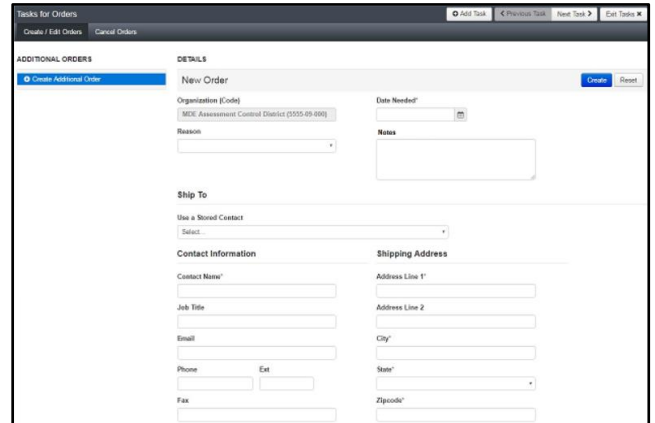 Tasks for Orders
Add Task
Previous Task
Next Task
Exit Tasks
Create / Edit Orders
Cancel Orders
ADDITIONAL ORDERS
DETAILS
Create Additional Order
New Order
Create
Reset
Organization (Code)
Date Needed*
MDE Assessment Control District (5555-09-000)
Reason
Notes
Ship To
Use a Stored Contact
Select...
Contact Information
Shipping Address
Contact Name*
Address Line 1*
Job Title
Address Line 2
Email
City*
Phone
Ext
State*
Fax
Zipcode*